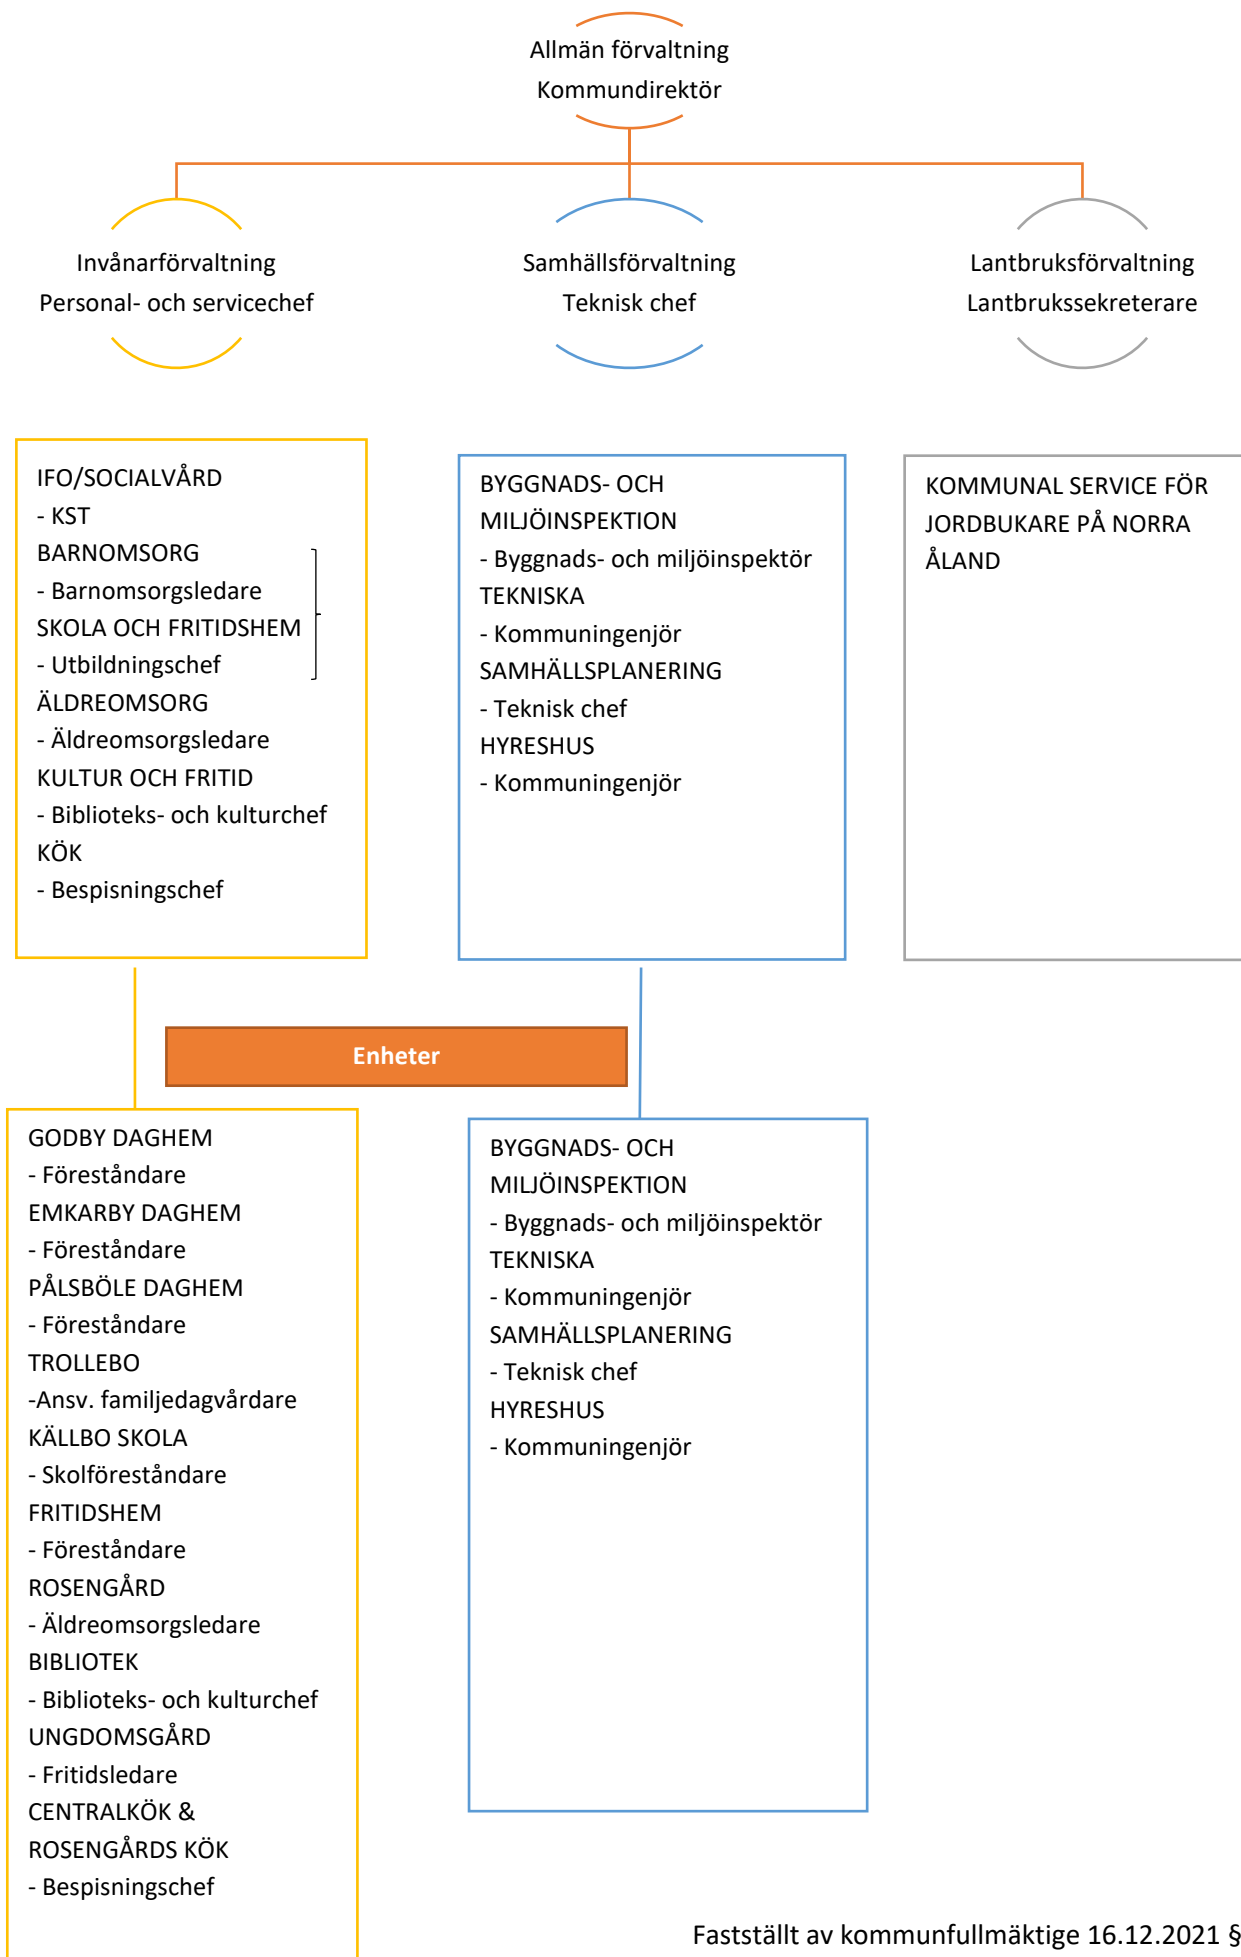 Allmän förvaltning
Kommundirektör
Invånarförvaltning
Personal- och servicechef
Samhällsförvaltning
Teknisk chef
Lantbruksförvaltning
Lantbrukssekreterare
IFO/SOCIALVÅRD
- KST
BARNOMSORG
- Barnomsorgsledare
SKOLA OCH FRITIDSHEM
- Utbildningschef
ÄLDREOMSORG
- Äldreomsorgsledare
KULTUR OCH FRITID
- Biblioteks- och kulturchef
KÖK
- Bespisningschef
BYGGNADS- OCH
MILJÖINSPEKTION
- Byggnads- och miljöinspektör
TEKNISKA
- Kommuningenjör
SAMHÄLLSPLANERING
- Teknisk chef
HYRESHUS
- Kommuningenjör
KOMMUNAL SERVICE FÖR
JORDBUKARE PÅ NORRA
ÅLAND
Enheter
GODBY DAGHEM
- Föreståndare
EMKARBY DAGHEM
- Föreståndare
PÅLSBÖLE DAGHEM
- Föreståndare
TROLLEBO
-Ansv. familjedagvårdare
KÄLLBO SKOLA
- Skolföreståndare
FRITIDSHEM
- Föreståndare
ROSENGÅRD
- Äldreomsorgsledare
BIBLIOTEK
- Biblioteks- och kulturchef
UNGDOMSGÅRD
- Fritidsledare
CENTRALKÖK &
ROSENGÅRDS KÖK
- Bespisningschef
BYGGNADS- OCH
MILJÖINSPEKTION
- Byggnads- och miljöinspektör
TEKNISKA
- Kommuningenjör
SAMHÄLLSPLANERING
- Teknisk chef
HYRESHUS
- Kommuningenjör
Fastställt av kommunfullmäktige 16.12.2021 §